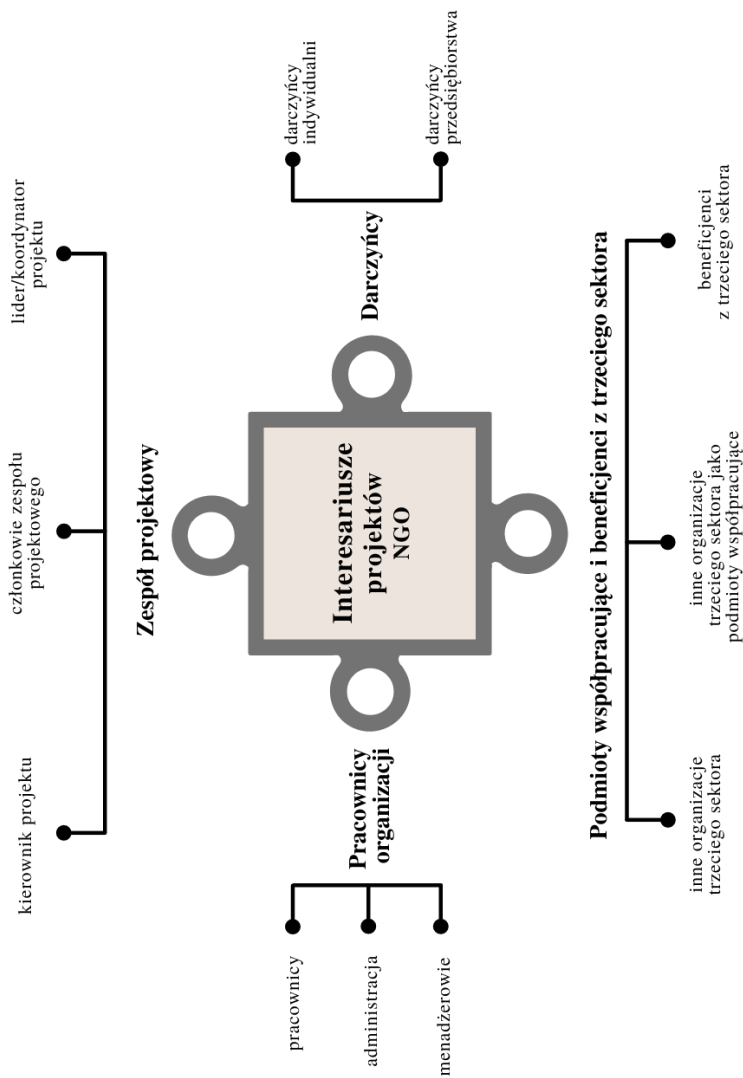 kierownik projektu
członkowie zespołu
projektowego
lider/koordynator
projektu
Zespół projektowy
pracownicy
administracja
menadżerowie
Pracownicy
organizacji
Interesariusze
projektów
NGO
Darczyńcy
darczyńcy
indywidualni
darczyńcy
przedsiębiorstwa
Podmioty współpracujące i beneficjenci z trzeciego sektora
inne organizacje
trzeciego sektora
inne organizacje
trzeciego sektora jako
podmioty współpracujące
beneficjenci
z trzeciego sektora